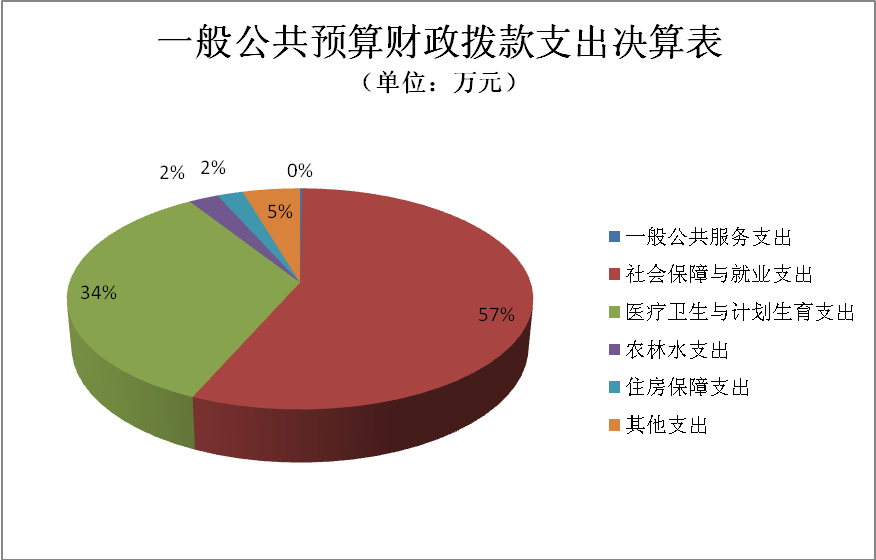 一般公共预算财政拨款支出决算表
（单位：万元）
2%
2%
0%
5%
34%
57%
一般公共服务支出
社会保障与就业支出
医疗卫生与计划生育支出
农林水支出
住房保障支出
其他支出